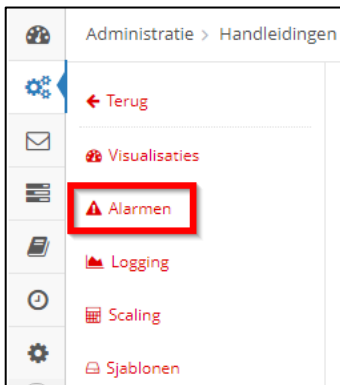 Administratie > Handleidingen
Terug
Visualisaties
Alarmen
Logging
Scaling
Sjablonen